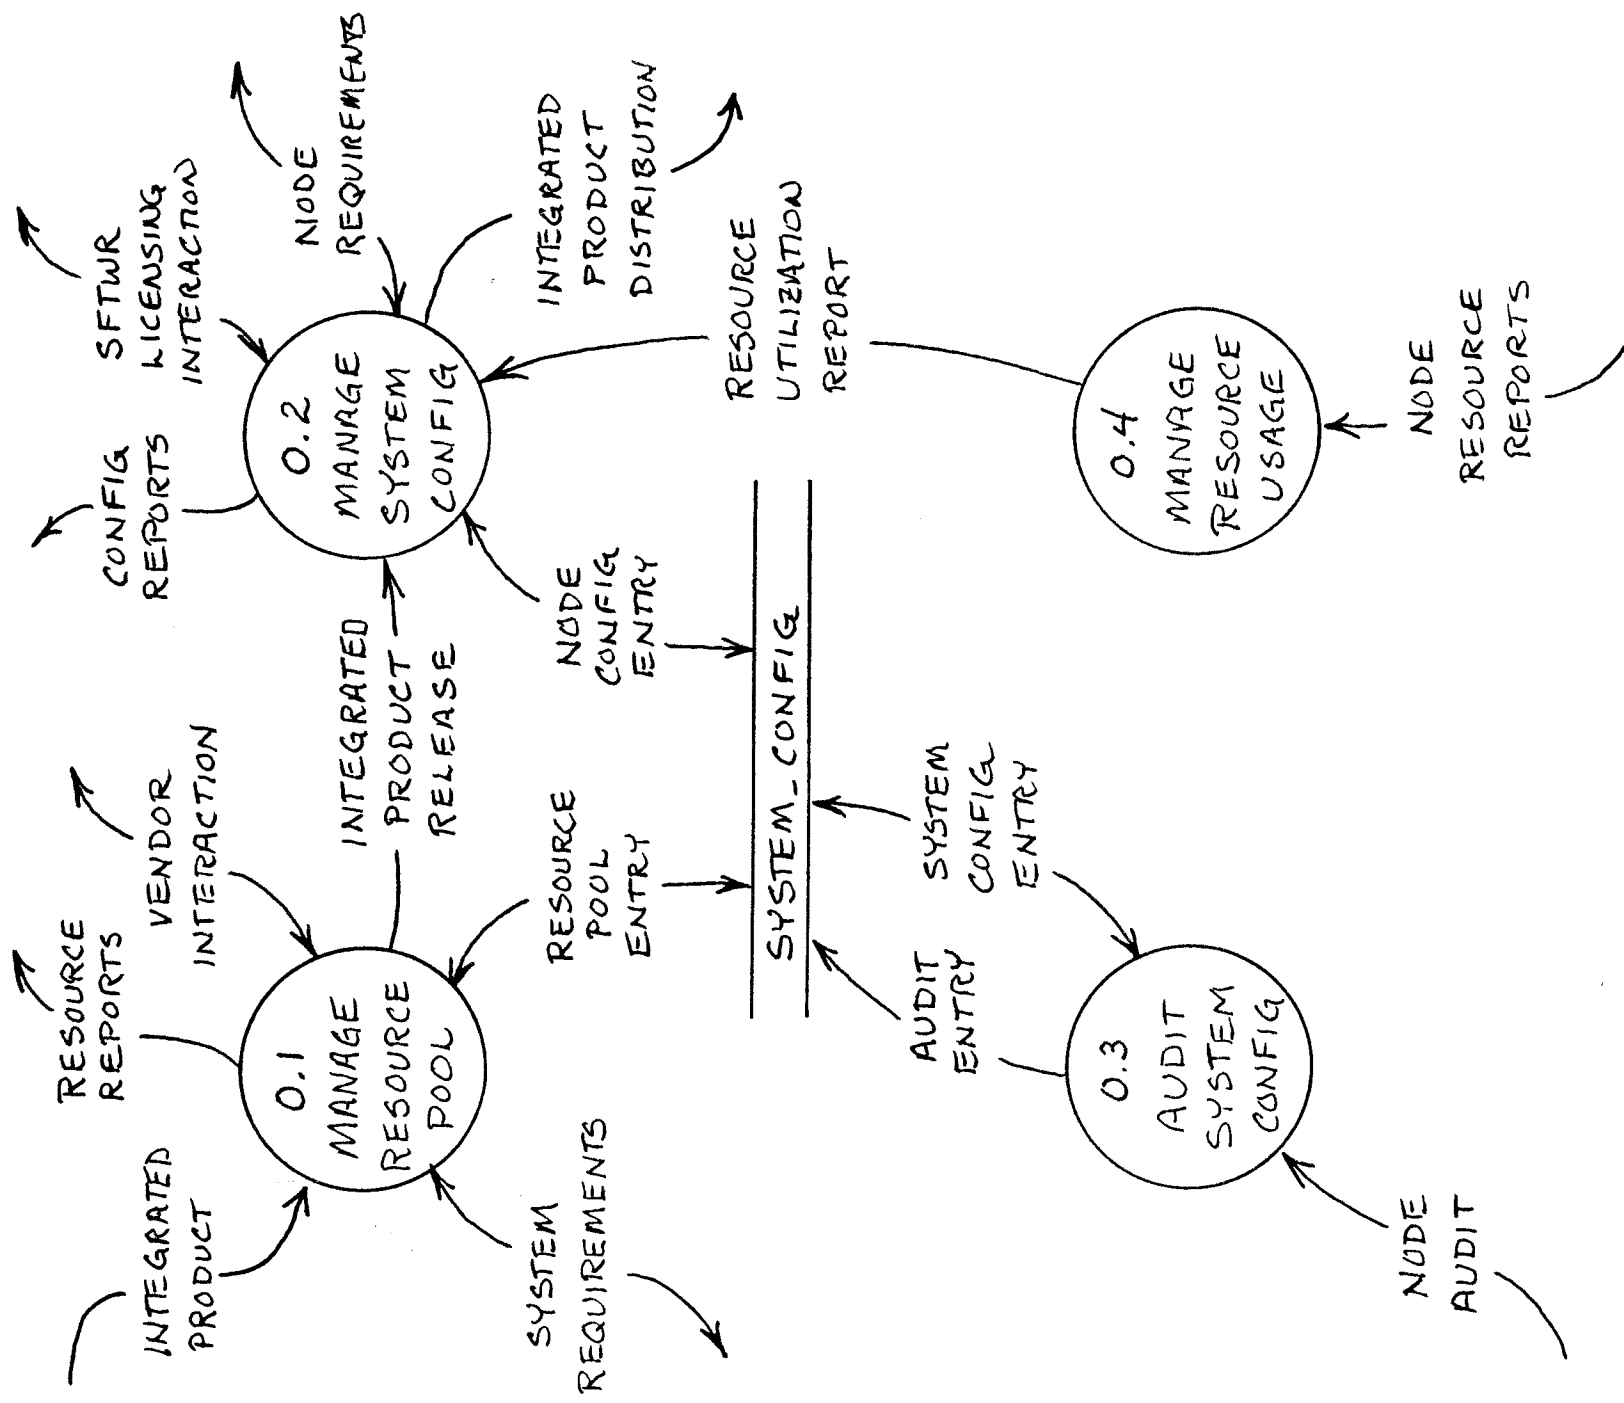 INTEGRATED
PRODUCT
RESOURCE
REPORTS
VENDOR
INTERACTION
CONFIG
REPORTS
SFTWR
LICENSING
INTERACTION
NODE
REQUIREMENTS
0.1
MANAGE
RESOURCE
POOL
INTEGRATED
PRODUCT
RELEASE
0.2
MANAGE
SYSTEM
CONFIG
INTEGRATED
PRODUCT
DISTRIBUTION
SYSTEM
REQUIREMENTS
RESOURCE
POOL
ENTRY
NODE
CONFIG
ENTRY
RESOURCE
UTILIZATION
REPORT
SYSTEM_CONFIG
AUDIT
ENTRY
SYSTEM
CONFIG
ENTRY
0.3
AUDIT
SYSTEM
CONFIG
0.4
MANAGE
RESOURCE
USAGE
NODE
AUDIT
NODE
RESOURCE
REPORTS